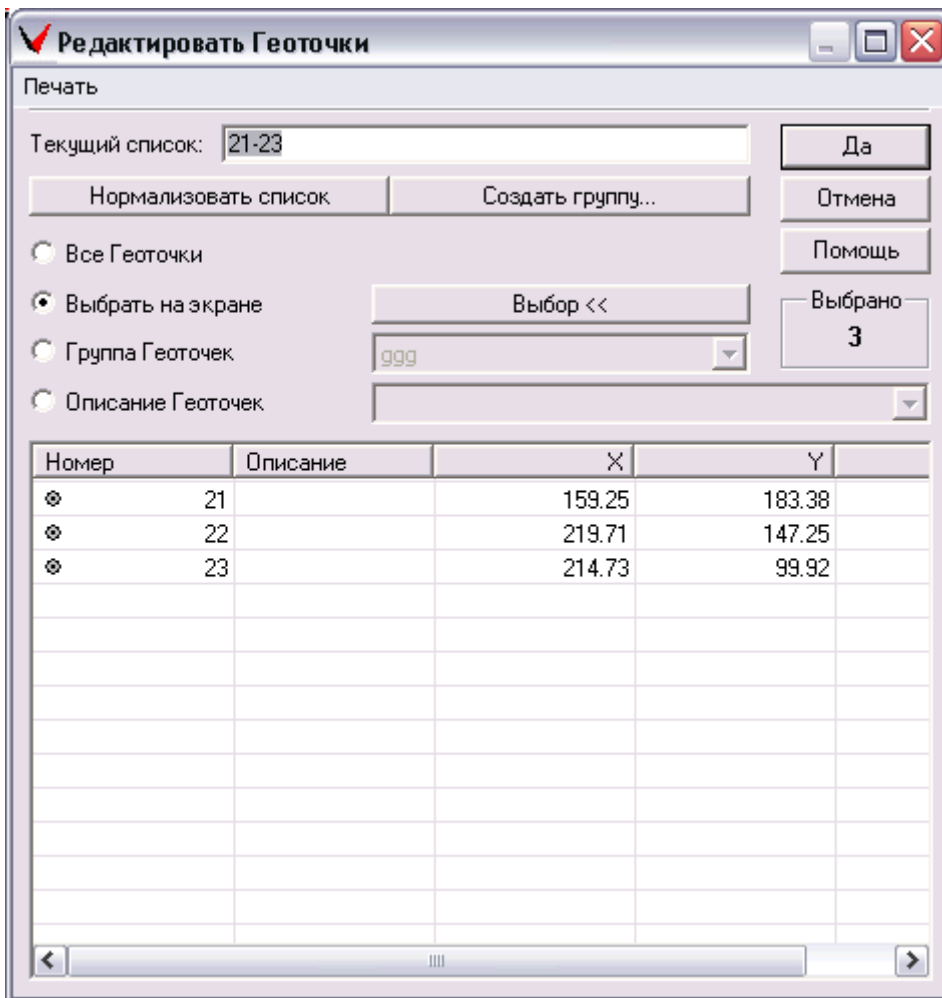 Редактировать Геоточки
Печать
Текущий список: 21-23 Да
Нормализовать список Создать группу... Отмена
Все Геоточки Помощь
Выбрать на экране Выбор << Выбрано
Группа Геоточек ggg 3
Описание Геоточек
Номер Описание X Y
21 159.25 183.38
22 219.71 147.25
23 214.73 99.92